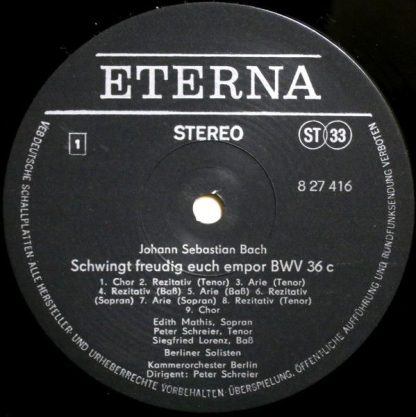 ETERNA
STEREO
ST 33
1
8 27 416
Johann Sebastian Bach
Schwingt freudig euch empor BWV 36 c
1. Chor 2. Rezitativ (Tenor) 3. Arie (Tenor)
4. Rezitativ (Baß) 5. Arie (Baß) 6. Rezitativ
(Sopran) 7. Arie (Sopran) 8. Rezitativ (Tenor)
9. Chor
Edith Mathis, Sopran
Peter Schreier, Tenor
Siegfried Lorenz, Baß
Berliner Solisten
Kammerorchester Berlin
Dirigent: Peter Schreier
VEB DEUTSCHE SCHALLPLATTEN · ALLE HERSTELLER- UND URHEBERRECHTE VORBEHALTEN · ÜBERSPIELUNG, ÖFFENTLICHE AUFFÜHRUNG UND RUNDFUNKSENDUNG VERBOTEN